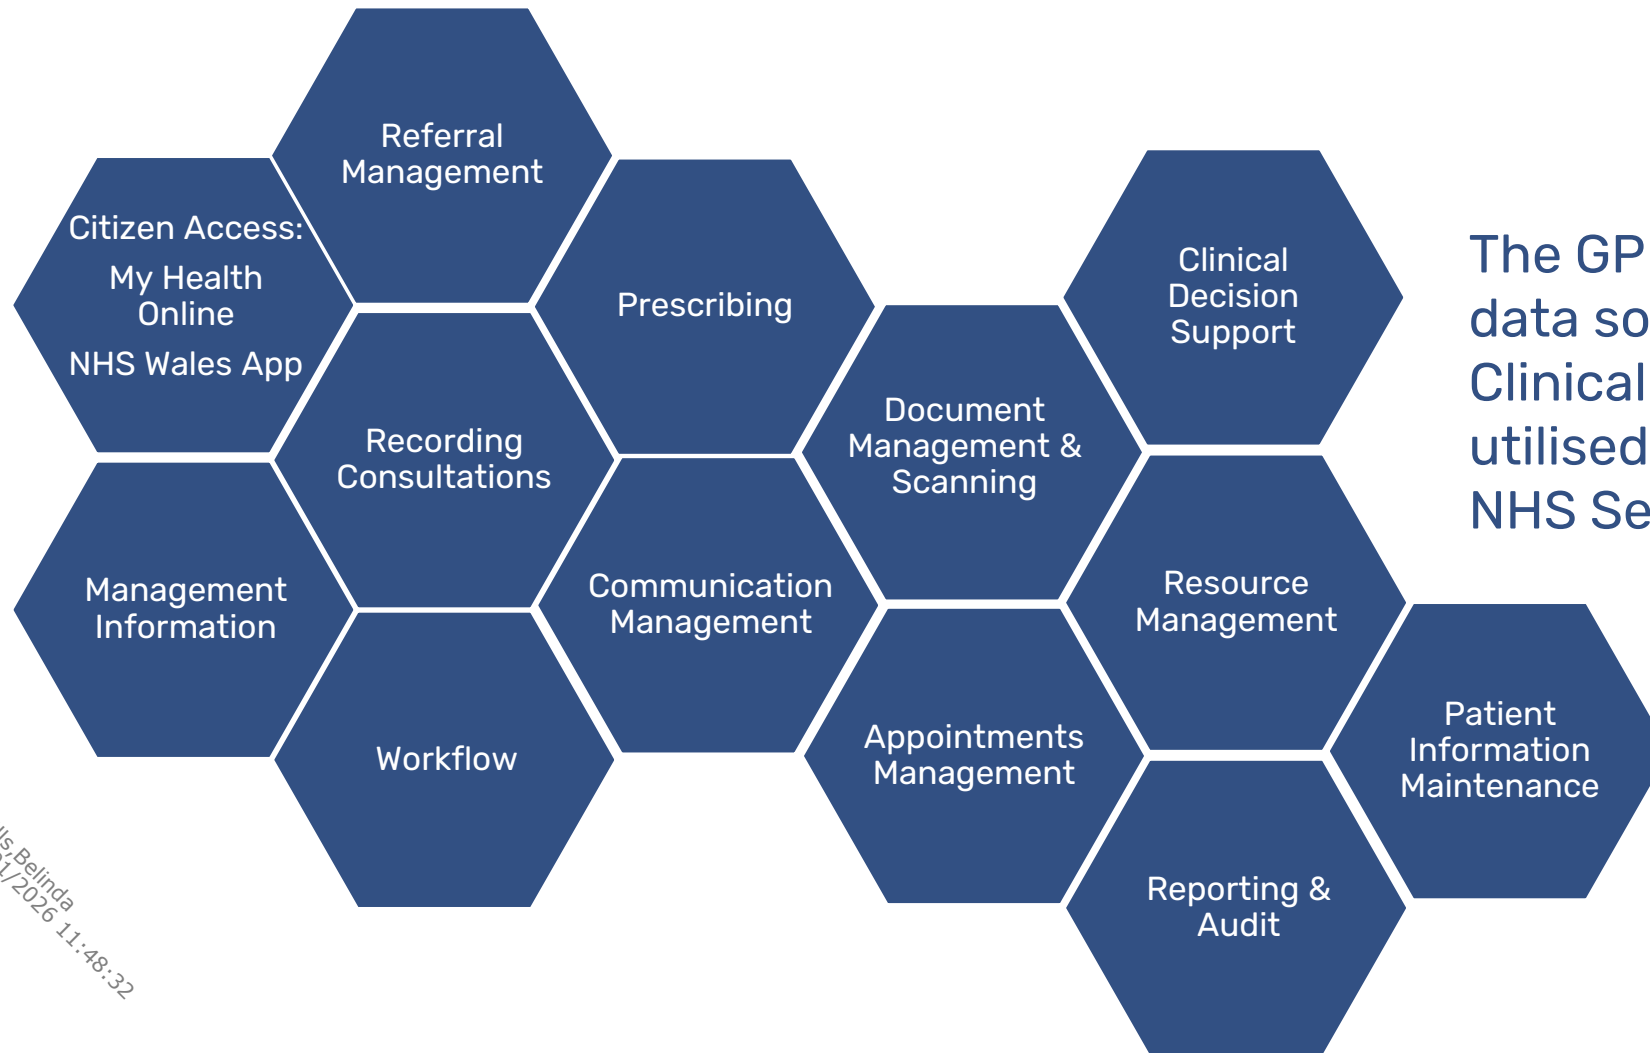 Referral
Management
Citizen Access:
My Health
Online
NHS Wales App
Prescribing
Clinical
Decision
Support
Recording
Consultations
Document
Management &
Scanning
Management
Information
Communication
Management
Resource
Management
Workflow
Appointments
Management
Patient
Information
Maintenance
Reporting &
Audit
The GP
data so
Clinical
utilised
NHS Se
Belinda
/2026 11:48:32